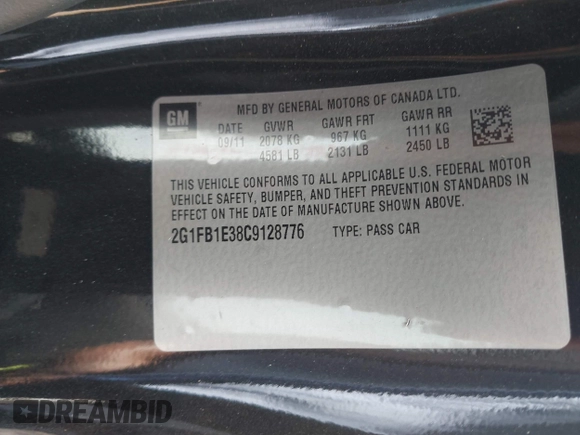 GM
MFD BY GENERAL MOTORS OF CANADA LTD.
DATE GVWR GAWR FRT GAWR RR
09/11 2078 KG 967 KG 1111 KG
4581 LB 2131 LB 2450 LB
THIS VEHICLE CONFORMS TO ALL APPLICABLE U.S. FEDERAL MOTOR
VEHICLE SAFETY, BUMPER, AND THEFT PREVENTION STANDARDS IN
EFFECT ON THE DATE OF MANUFACTURE SHOWN ABOVE.
2G1FB1E38C9128776 TYPE: PASS CAR
DREAMBID